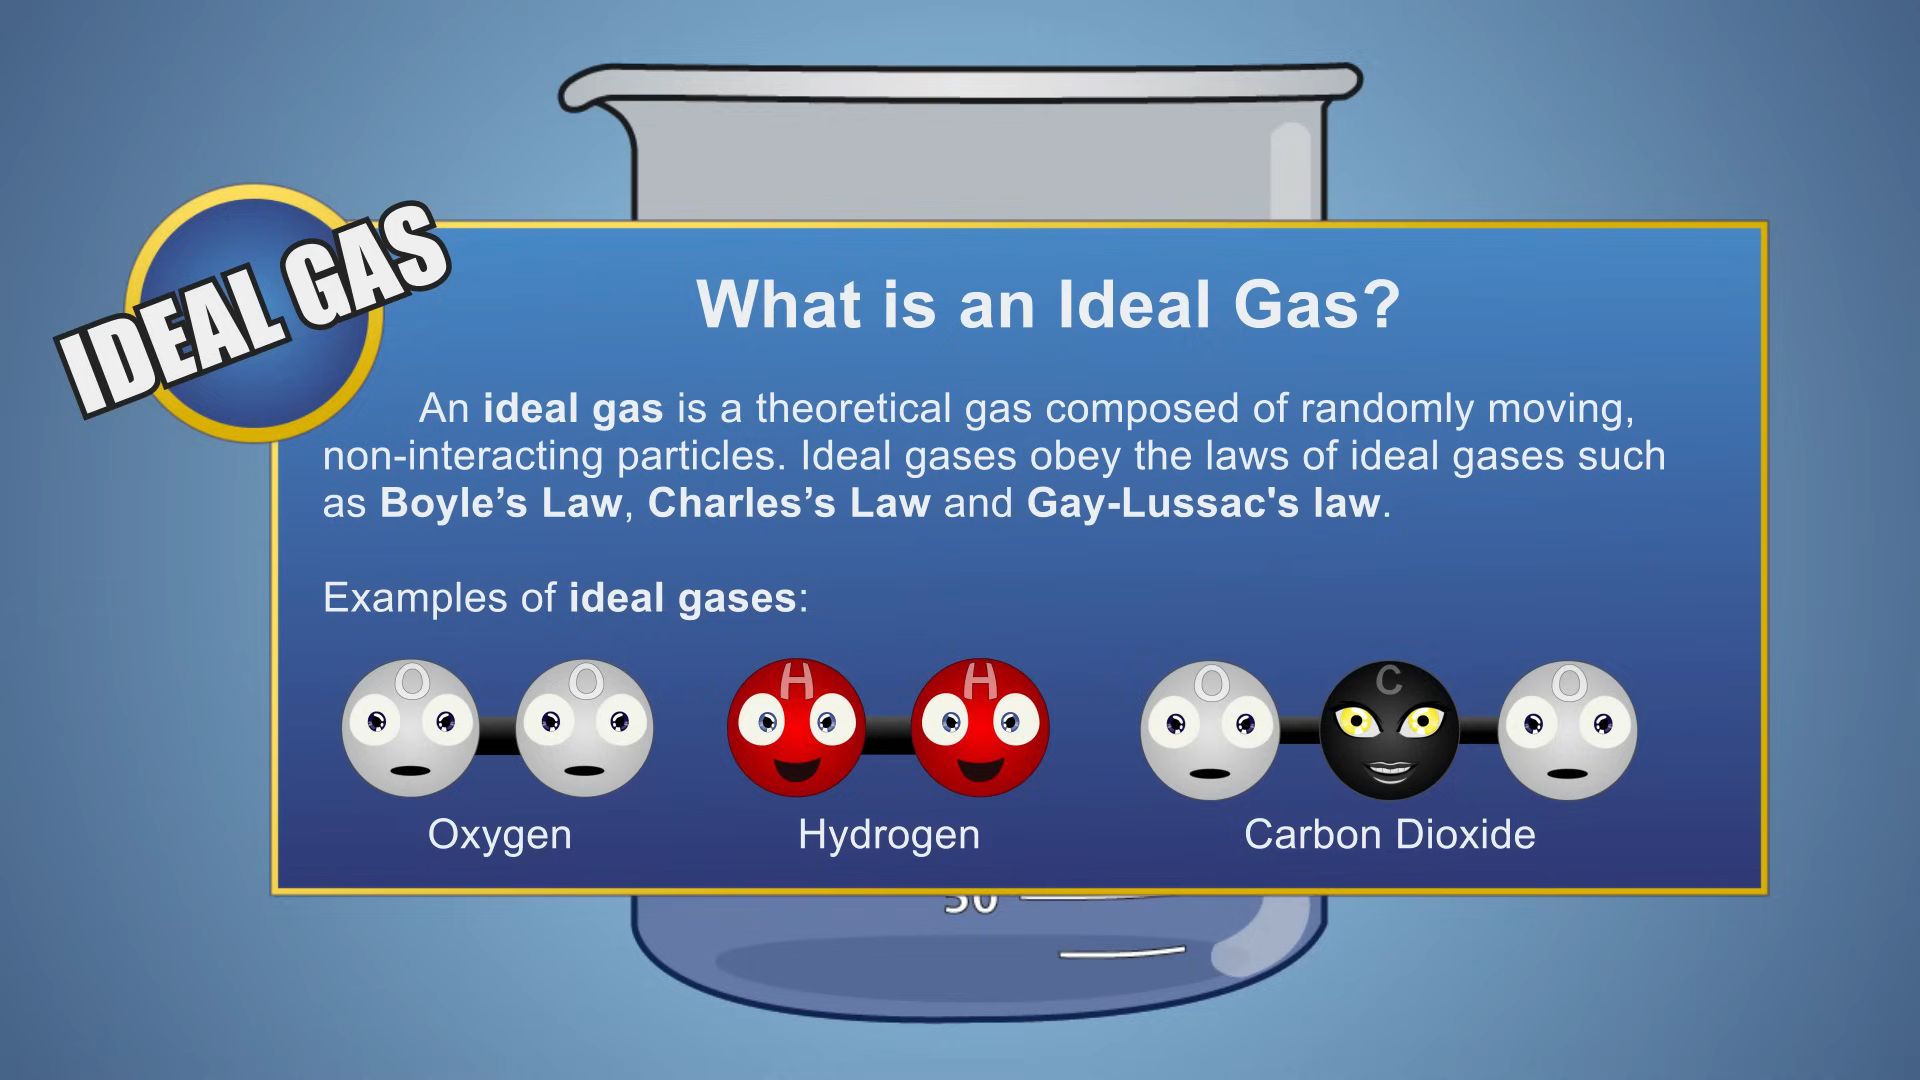 IDEAL GAS
What is an Ideal Gas?
An ideal gas is a theoretical gas composed of randomly moving,
non-interacting particles. Ideal gases obey the laws of ideal gases such
as Boyle’s Law, Charles’s Law and Gay-Lussac's law.
Examples of ideal gases:
O O H H O C O
Oxygen Hydrogen Carbon Dioxide
50